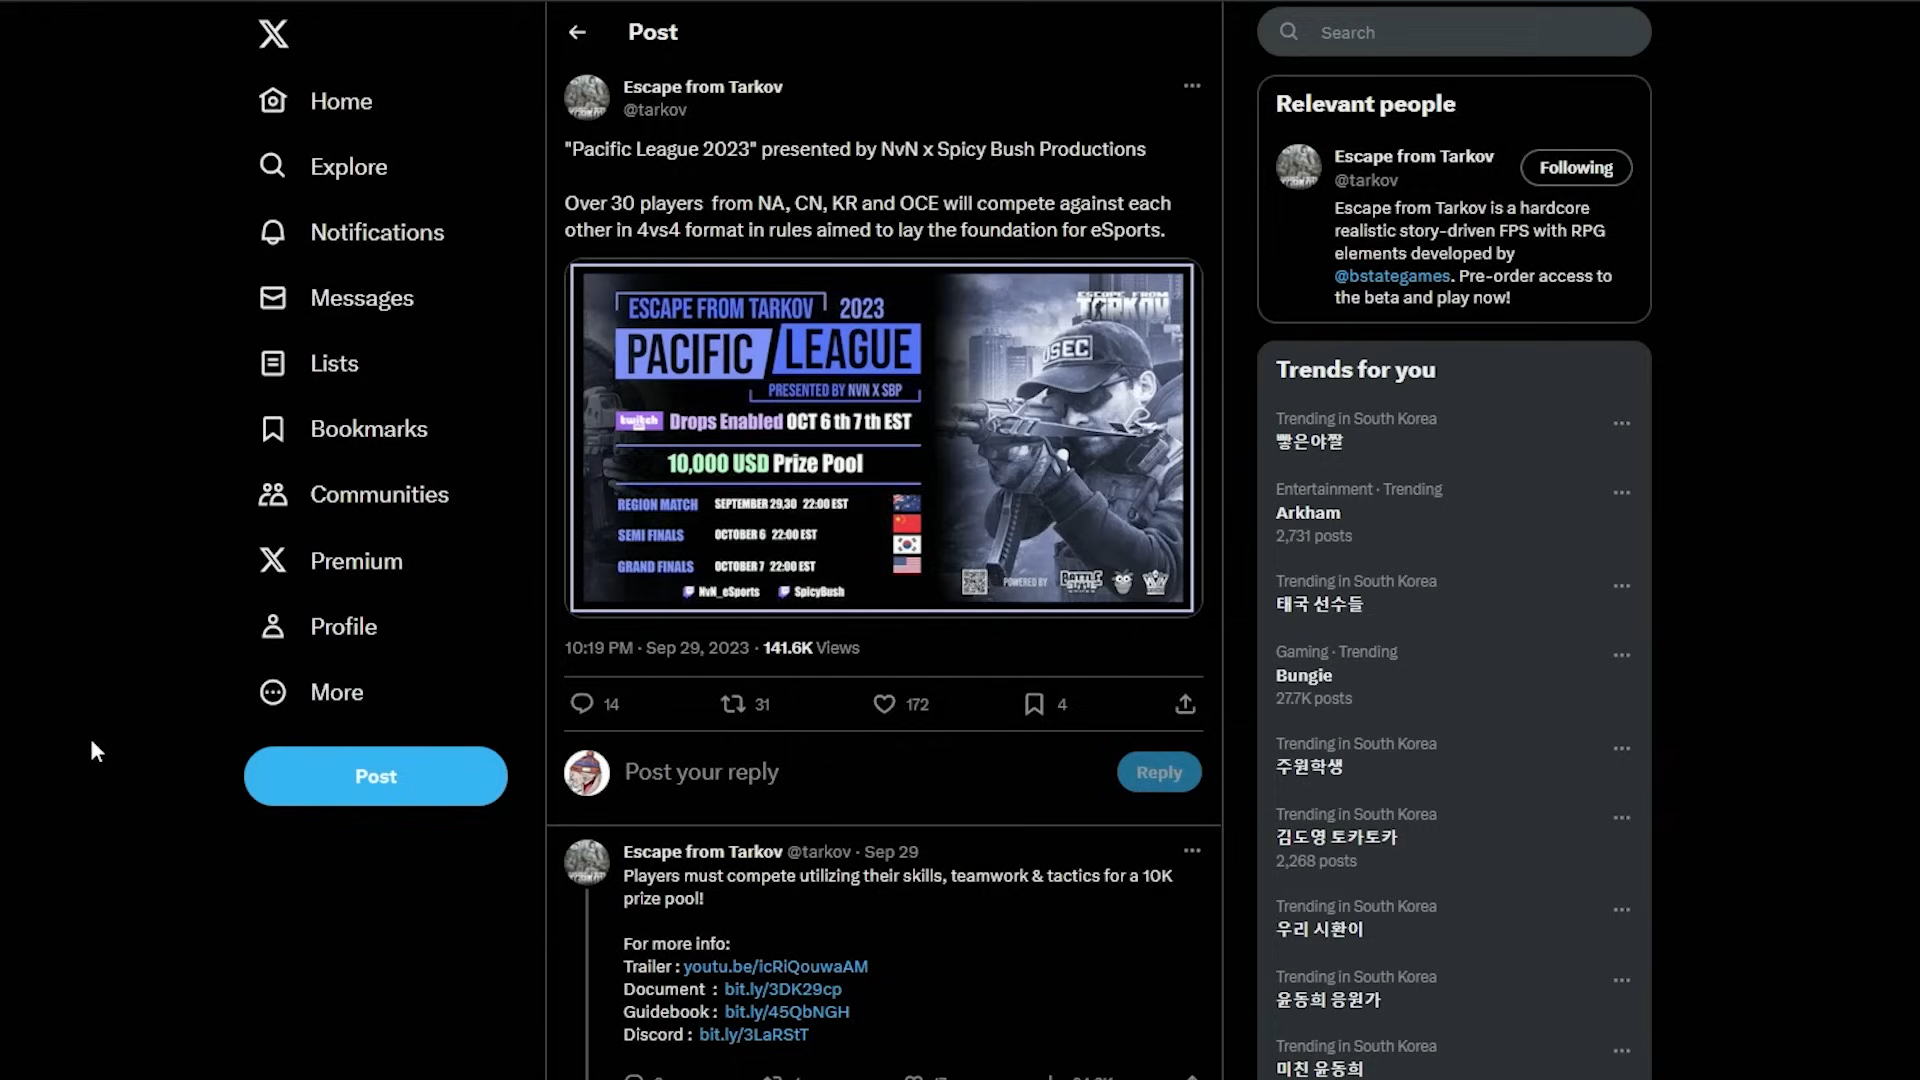 Home
Explore
Notifications
Messages
Lists
Bookmarks
Communities
Premium
Profile
More
Post
Post
Escape from Tarkov
@tarkov
"Pacific League 2023" presented by NvN x Spicy Bush Productions
Over 30 players from NA, CN, KR and OCE will compete against each
other in 4vs4 format in rules aimed to lay the foundation for eSports.
ESCAPE FROM TARKOV 2023
PACIFIC LEAGUE
PRESENTED BY NVN X SBP
twitch Drops Enabled OCT 6 th 7 th EST
10,000 USD Prize Pool
REGION MATCH SEPTEMBER 29,30 22:00 EST
SEMI FINALS OCTOBER 6 22:00 EST
GRAND FINALS OCTOBER 7 22:00 EST
NvN_eSports SpicyBush
ESCAPE FROM
TARKOV
USEC
POWERED BY
10:19 PM · Sep 29, 2023 · 141.6K Views
14 31 172 4
Post your reply
Reply
Escape from Tarkov @tarkov · Sep 29
Players must compete utilizing their skills, teamwork & tactics for a 10K
prize pool!
For more info:
Trailer : youtu.be/icRiQouwaAM
Document : bit.ly/3DK29cp
Guidebook : bit.ly/45QbNGH
Discord : bit.ly/3LaRStT
Search
Relevant people
Escape from Tarkov
@tarkov
Following
Escape from Tarkov is a hardcore
realistic story-driven FPS with RPG
elements developed by
@bstategames. Pre-order access to
the beta and play now!
Trends for you
Trending in South Korea
빻은야짤
Entertainment · Trending
Arkham
2,731 posts
Trending in South Korea
태국 선수들
Gaming · Trending
Bungie
27.7K posts
Trending in South Korea
주원학생
Trending in South Korea
김도영 토카토카
2,268 posts
Trending in South Korea
우리 시환이
Trending in South Korea
윤동희 응원가
Trending in South Korea
미친 윤동희